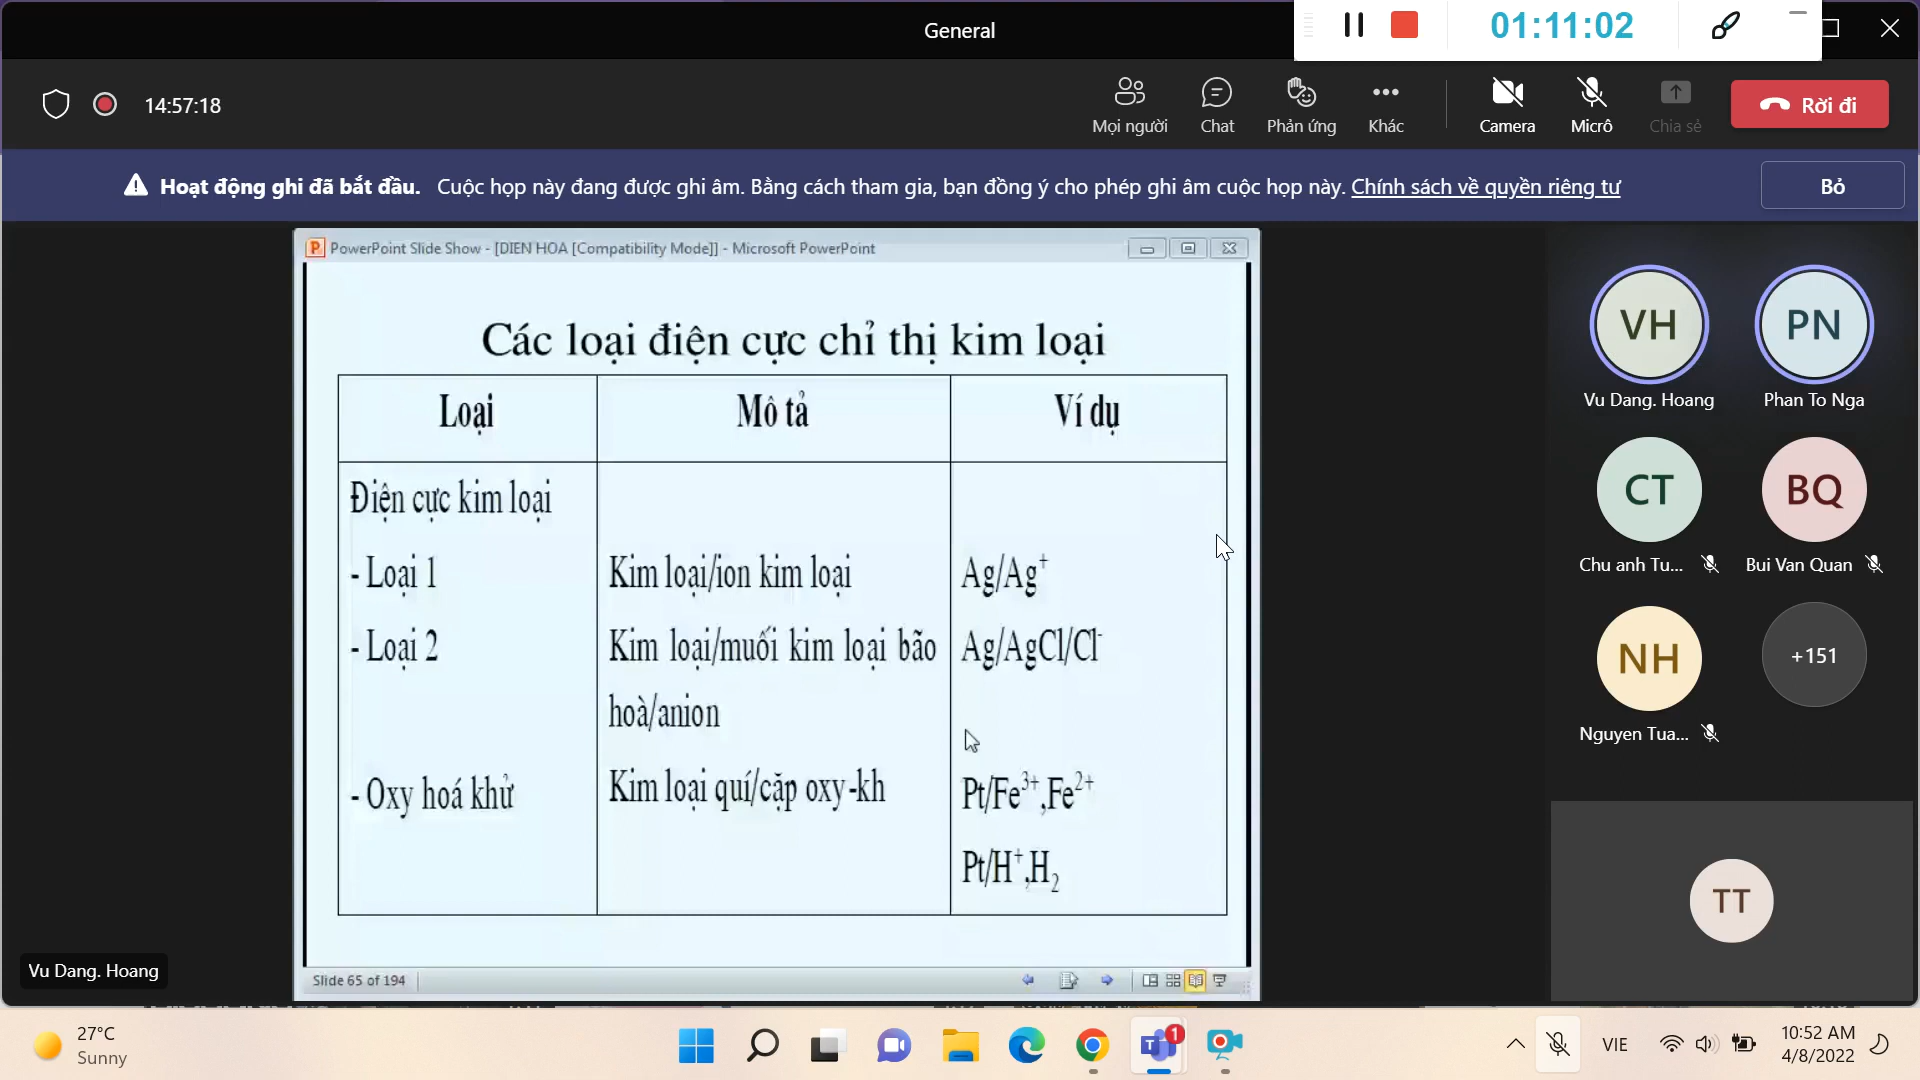 General
01:11:02
14:57:18
Mọi người
Chat
Phản ứng
Khác
Camera
Micrô
Chia sẻ
Rời đi
Hoạt động ghi đã bắt đầu. Cuộc họp này đang được ghi âm. Bằng cách tham gia, bạn đồng ý cho phép ghi âm cuộc họp này. Chính sách về quyền riêng tư
Bỏ
PowerPoint Slide Show - [DIEN HOA [Compatibility Mode]] - Microsoft PowerPoint
Các loại điện cực chỉ thị kim loại
Loại
Mô tả
Ví dụ
Điện cực kim loại
- Loại 1
Kim loại/ion kim loại
Ag/Ag⁺
- Loại 2
Kim loại/muối kim loại bão
hoà/anion
Ag/AgCl/Cl⁻
- Oxy hoá khử
Kim loại quí/cặp oxy-kh
Pt/Fe³⁺,Fe²⁺
Pt/H⁺,H₂
Slide 65 of 194
Vu Dang. Hoang
VH
Vu Dang. Hoang
PN
Phan To Nga
CT
Chu anh Tu...
BQ
Bui Van Quan
NH
Nguyen Tua...
+151
TT
27°C
Sunny
1
VIE
10:52 AM
4/8/2022